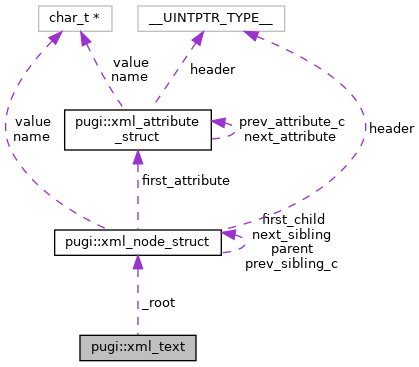 char_t *
__UINTPTR_TYPE__
value
name
header
pugi::xml_attribute
_struct
prev_attribute_c
next_attribute
value
name
header
first_attribute
first_child
next_sibling
parent
prev_sibling_c
pugi::xml_node_struct
_root
pugi::xml_text